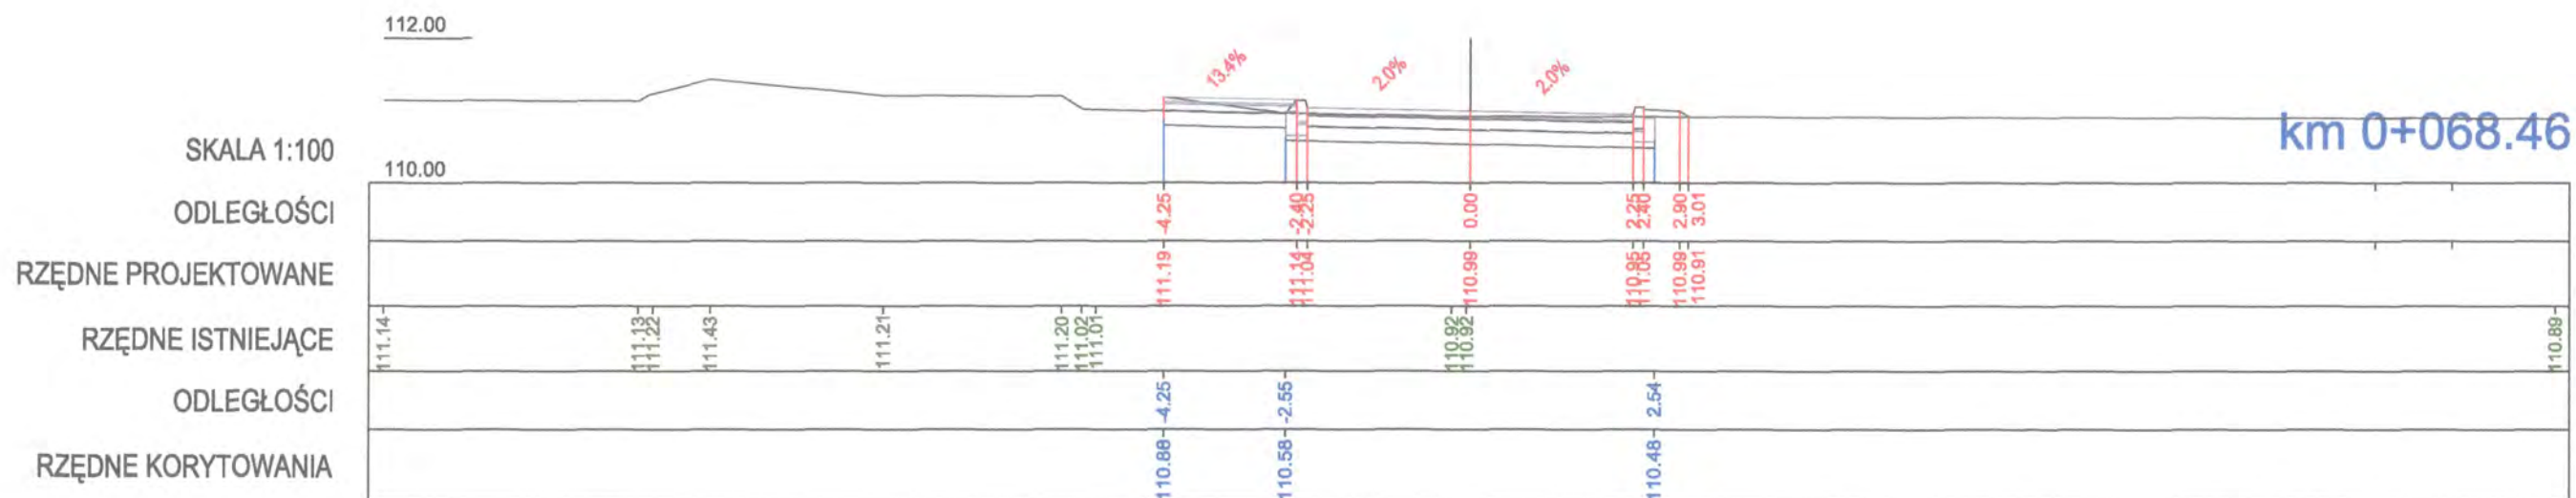 112.00
13.4% 2.0% 2.0%
km 0+068.46
SKALA 1:100
110.00
ODLEGŁOŚCI -4.25 -2.40 -2.25 0.00 2.25 2.40 2.90 3.01
RZĘDNE PROJEKTOWANE 111.19 111.14 111.04 110.99 110.95 111.05 110.99 110.91
RZĘDNE ISTNIEJĄCE 111.14 111.13 111.22 111.43 111.21 111.20 111.02 111.01 110.92 110.92 110.89
ODLEGŁOŚCI -4.25 -2.55 2.54
RZĘDNE KORYTOWANIA 110.58 110.48